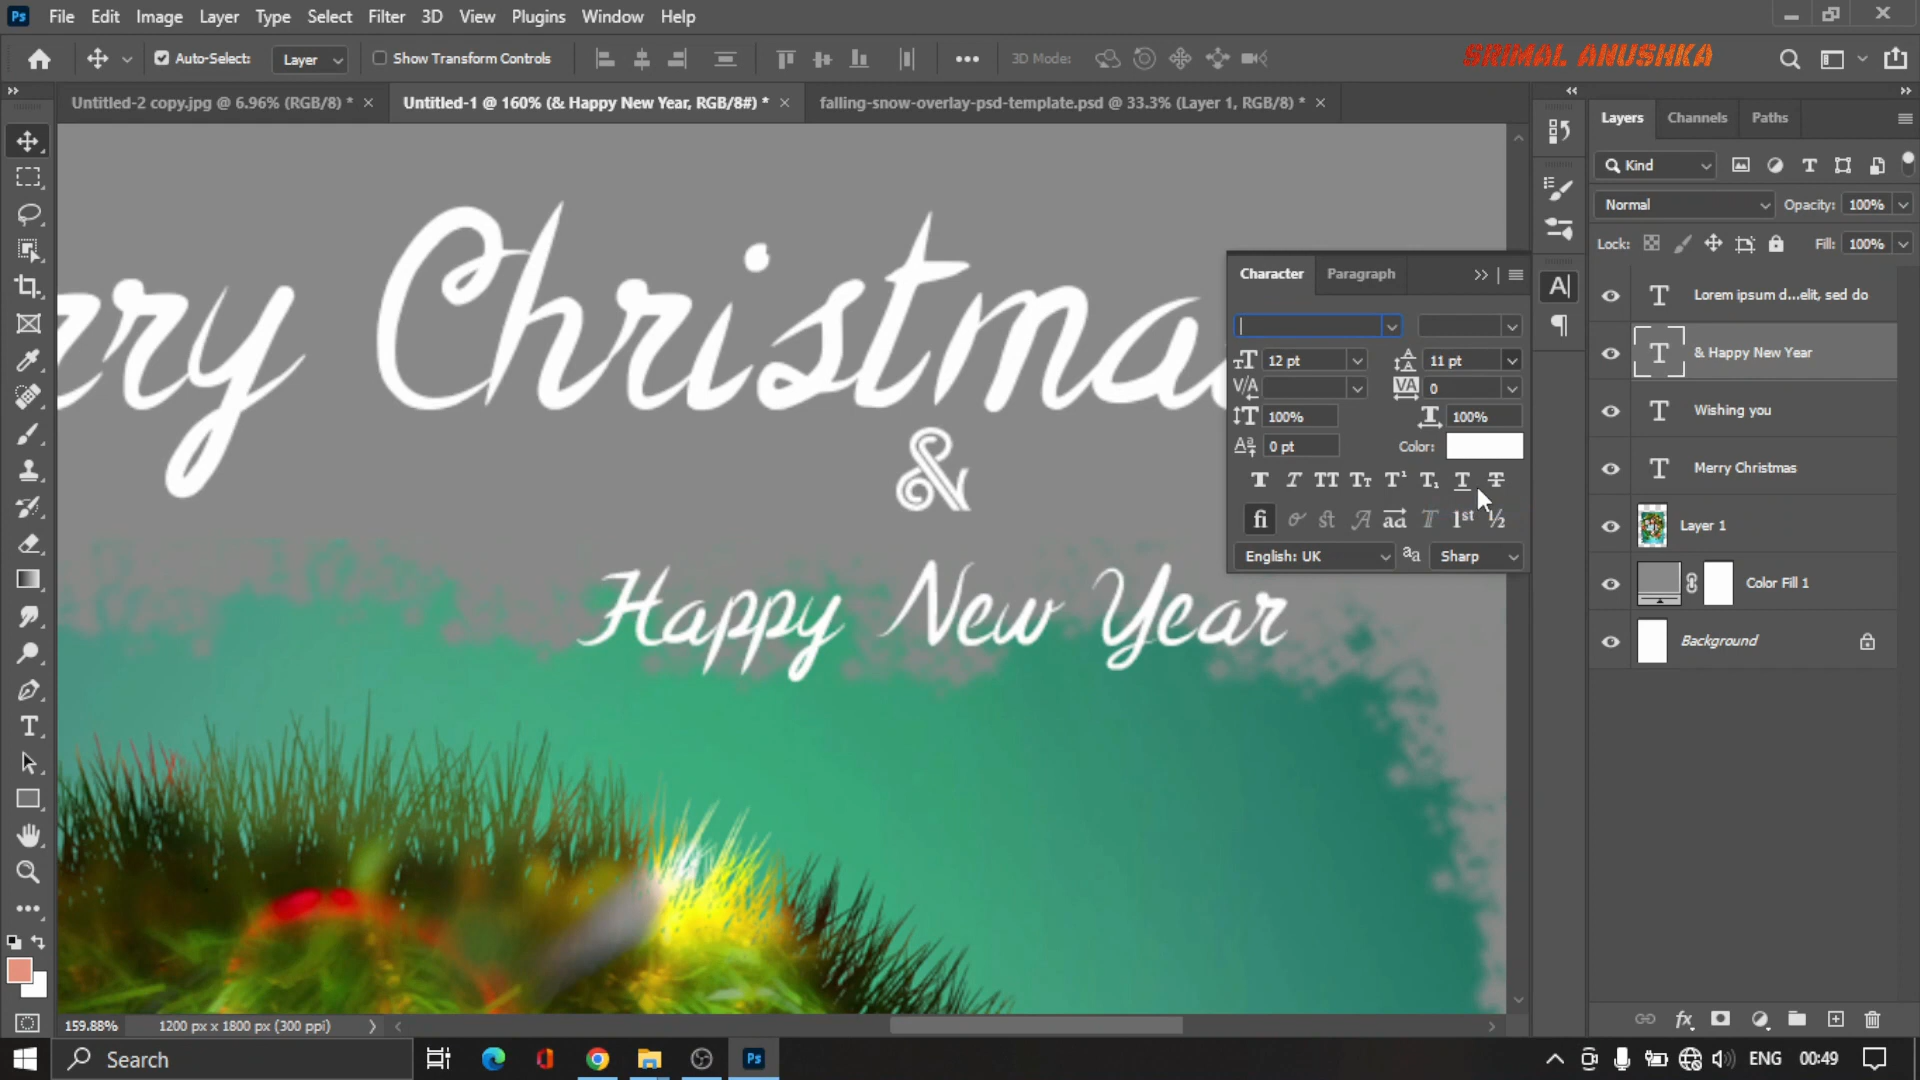 Ps File Edit Image Layer Type Select Filter 3D View Plugins Window Help
Auto-Select: Layer Show Transform Controls 3D Mode: SRIMAL ANUSHKA
Untitled-2 copy.jpg @ 6.96% (RGB/8) * Untitled-1 @ 160% (& Happy New Year, RGB/8#) * falling-snow-overlay-psd-template.psd @ 33.3% (Layer 1, RGB/8) *
Layers Channels Paths
Kind
Normal Opacity: 100%
Lock: Fill: 100%
Lorem ipsum d...elit, sed do
& Happy New Year
Wishing you
Merry Christmas
Layer 1
Color Fill 1
Background
Character Paragraph
12 pt 11 pt
0
100% 100%
0 pt Color:
English: UK Sharp
rry Christmas
&
Happy New Year
159.88% 1200 px x 1800 px (300 ppi)
Search ENG 00:49